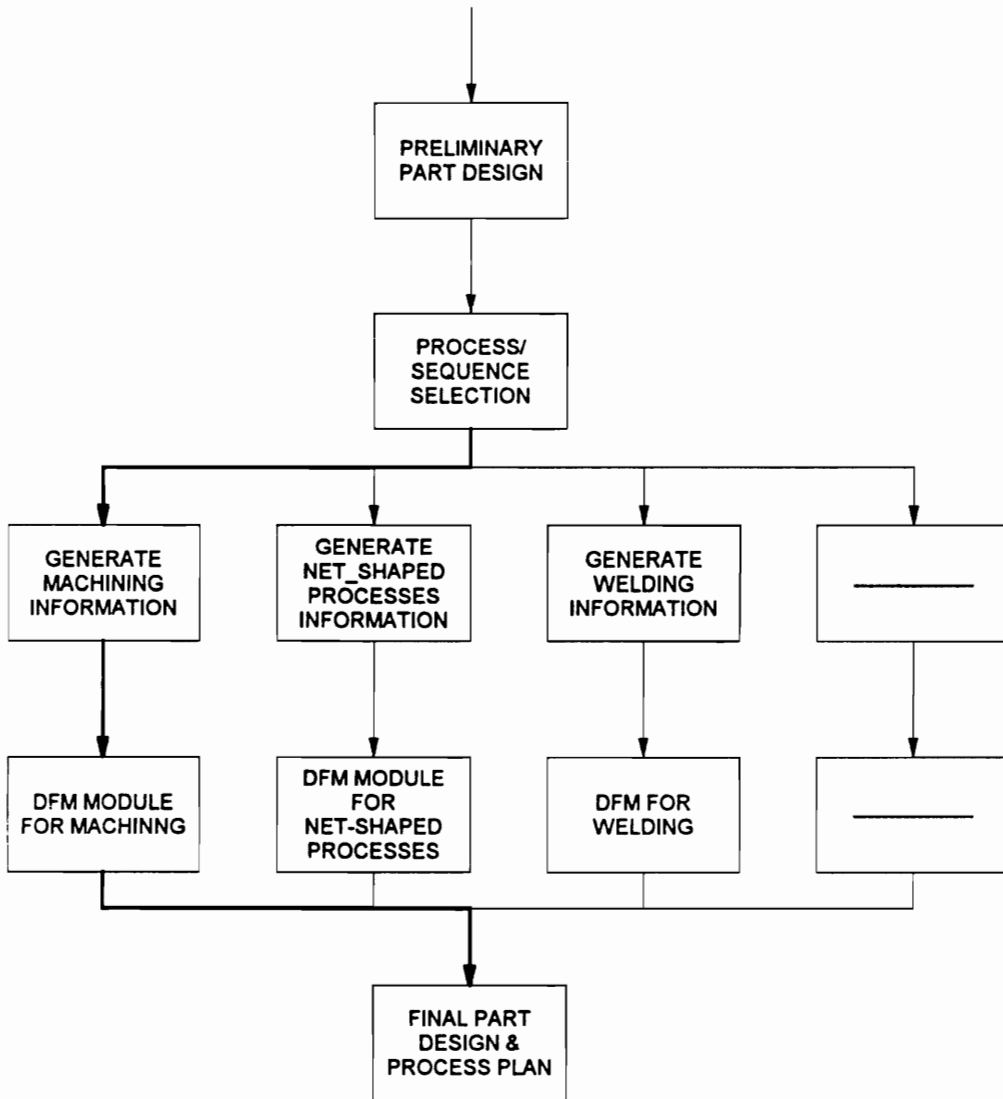 PRELIMINARY
PART DESIGN
PROCESS/
SEQUENCE
SELECTION
GENERATE
MACHINING
INFORMATION
GENERATE
NET_SHAPED
PROCESSES
INFORMATION
GENERATE
WELDING
INFORMATION
DFM MODULE
FOR MACHINNG
DFM MODULE
FOR
NET-SHAPED
PROCESSES
DFM FOR
WELDING
FINAL PART
DESIGN &
PROCESS PLAN